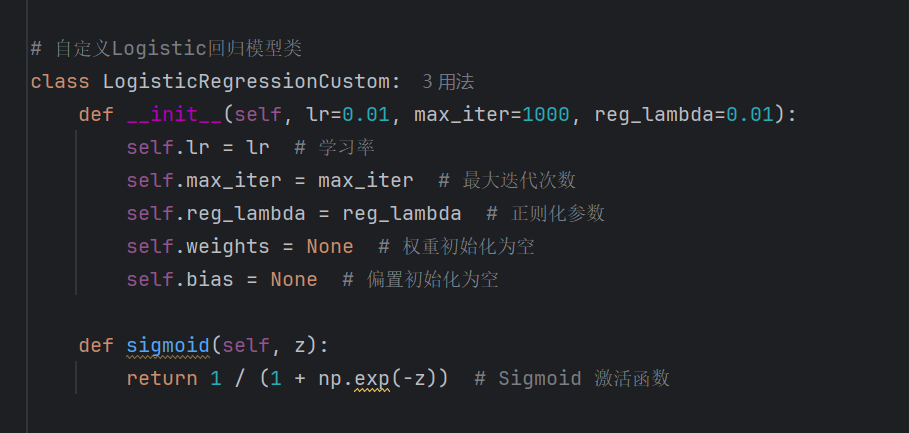 # 自定义Logistic回归模型类
class LogisticRegressionCustom: 3 用法
def __init__(self, lr=0.01, max_iter=1000, reg_lambda=0.01):
self.lr = lr  # 学习率
self.max_iter = max_iter  # 最大迭代次数
self.reg_lambda = reg_lambda  # 正则化参数
self.weights = None  # 权重初始化为空
self.bias = None  # 偏置初始化为空
def sigmoid(self, z):
return 1 / (1 + np.exp(-z))  # Sigmoid 激活函数